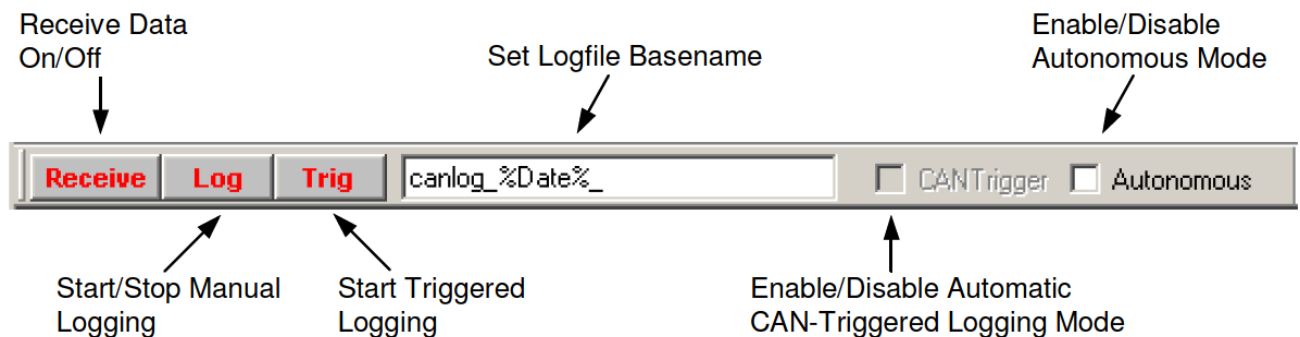 Receive Data
On/Off
Set Logfile Basename
Enable/Disable
Autonomous Mode
Receive Log Trig canlog_%Date%_ CANTrigger Autonomous
Start/Stop Manual
Logging
Start Triggered
Logging
Enable/Disable Automatic
CAN-Triggered Logging Mode